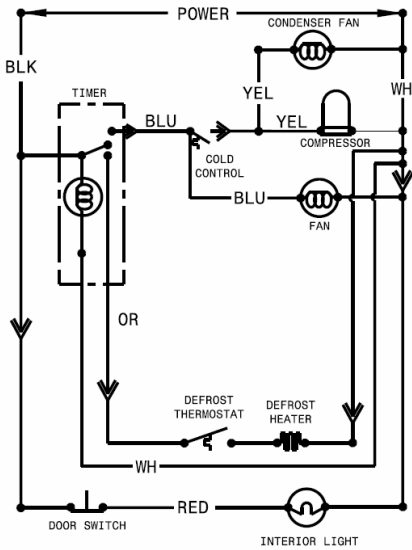 POWER
CONDENSER FAN
BLK
WH
TIMER
YEL
BLU
YEL
COMPRESSOR
COLD
CONTROL
BLU
FAN
OR
DEFROST
THERMOSTAT
DEFROST
HEATER
WH
RED
DOOR SWITCH
INTERIOR LIGHT